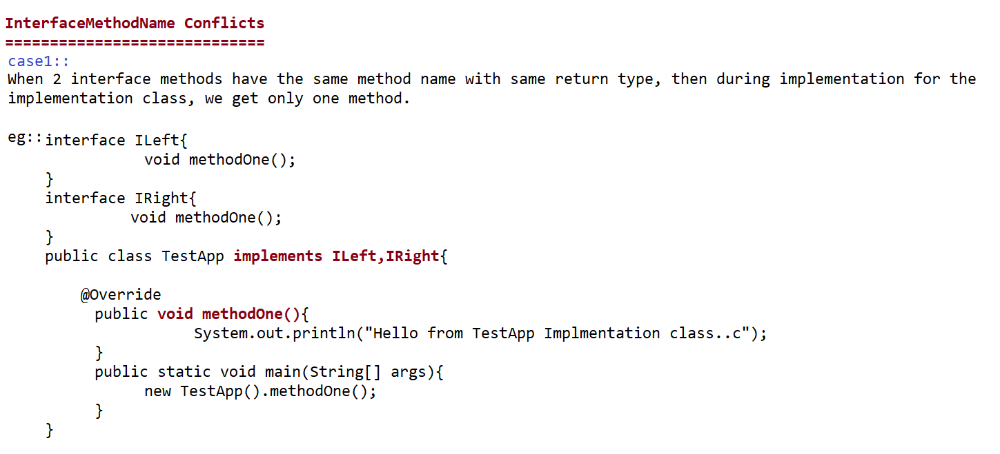 InterfaceMethodName Conflicts
=============================
case1::
When 2 interface methods have the same method name with same return type, then during implementation for the
implementation class, we get only one method.
eg:: interface ILeft{
void methodOne();
}
interface IRight{
void methodOne();
}
public class TestApp implements ILeft,IRight{
@Override
public void methodOne(){
System.out.println("Hello from TestApp Implmentation class..c");
}
public static void main(String[] args){
new TestApp().methodOne();
}
}